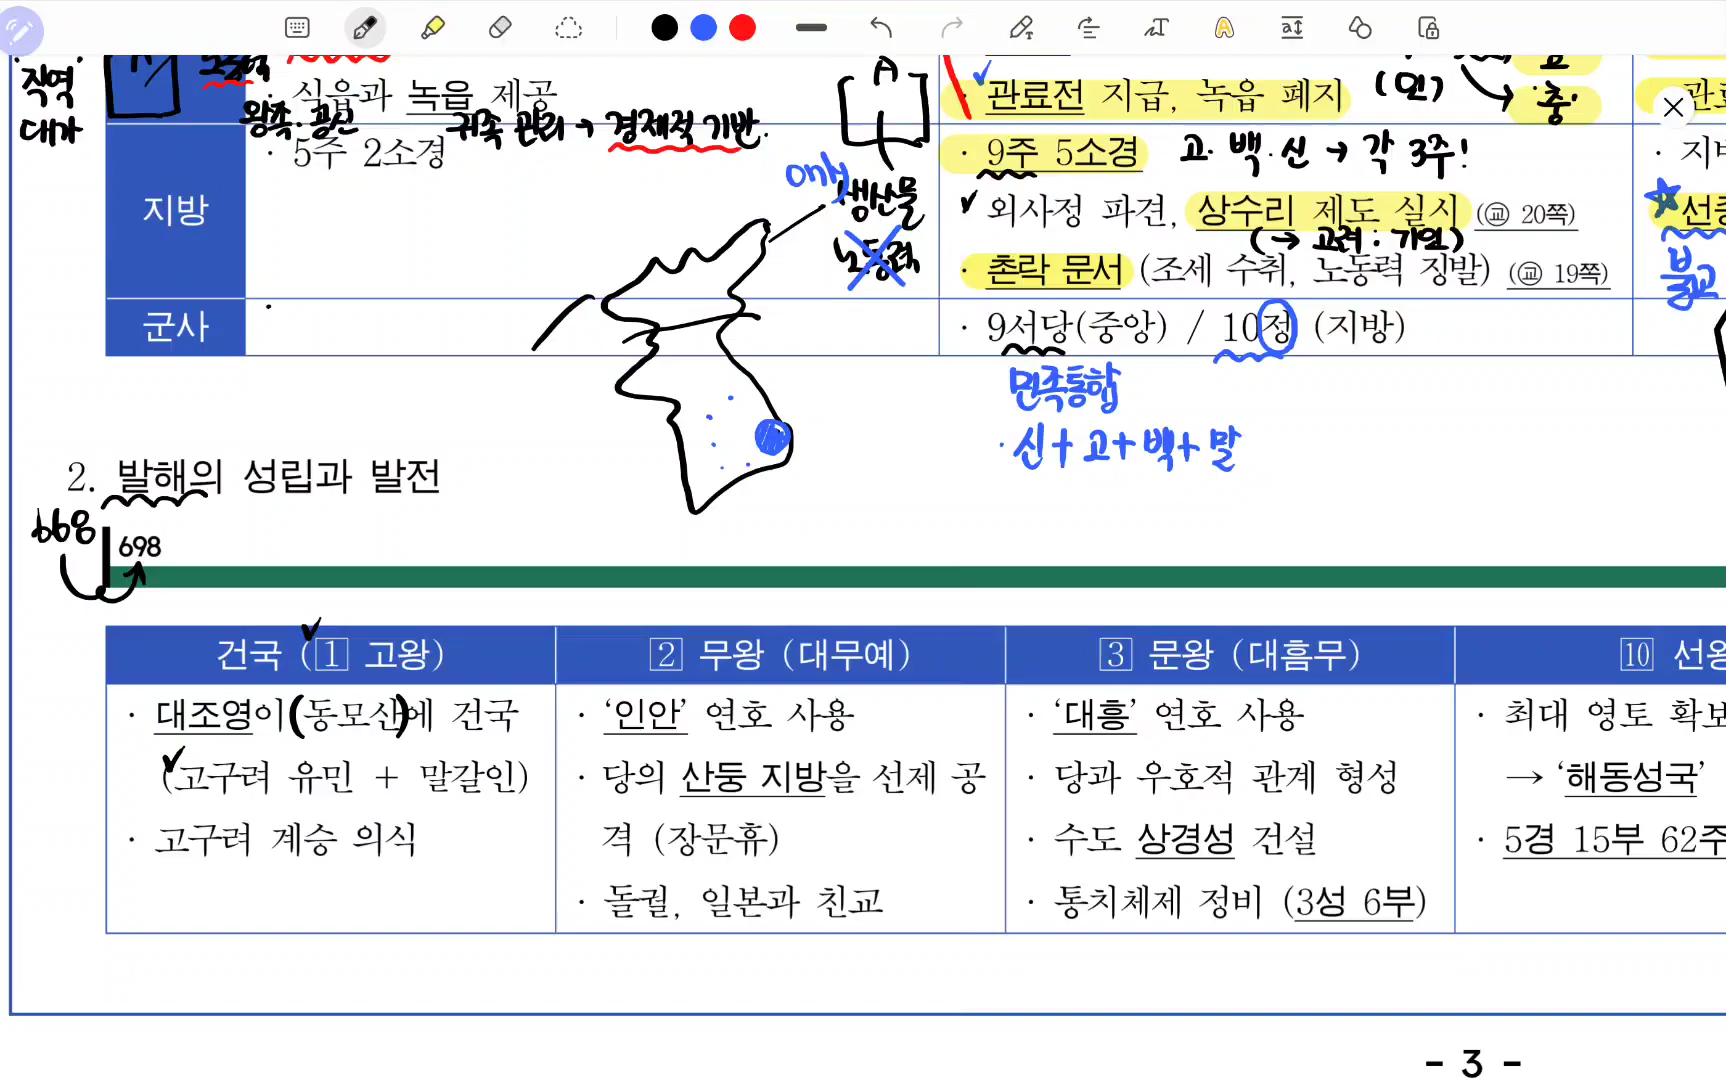 '직역'
대가
· 식읍과 녹읍 제공
왕족·공신
귀족 관리 → 경제적 기반.
A
· 관료전 지급, 녹읍 폐지
(민)
충
관료
지방
· 5주 2소경
only
생산물
노동력
· 9주 5소경
고·백·신 → 각 3주!
외사정 파견, 상수리 제도 실시 (㉿ 20쪽)
(→ 고려 : 기인)
· 촌락 문서 (조세 수취, 노동력 징발) (㉿ 19쪽)
· 지방
선종
불교
군사
· 9서당(중앙) / 10정 (지방)
민족통합
· 신 + 고 + 백 + 말
2. 발해의 성립과 발전
668
698
건국 (1 고왕)
2 무왕 (대무예)
3 문왕 (대흠무)
10 선왕
· 대조영이 (동모산)에 건국
(고구려 유민 + 말갈인)
· 고구려 계승 의식
· ‘인안’ 연호 사용
· 당의 산둥 지방을 선제 공
격 (장문휴)
· 돌궐, 일본과 친교
· ‘대흥’ 연호 사용
· 당과 우호적 관계 형성
· 수도 상경성 건설
· 통치체제 정비 (3성 6부)
· 최대 영토 확보
→ ‘해동성국’
· 5경 15부 62주
- 3 -